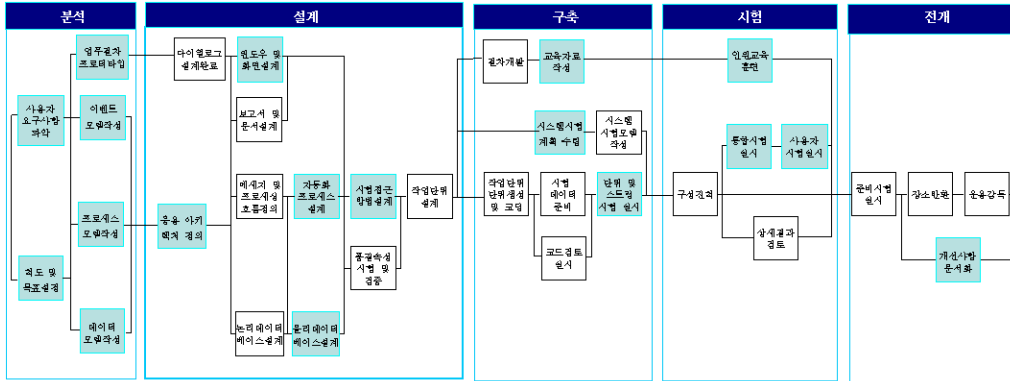 분석
설계
구축
시험
전개
업무절차
프로테타입
사용자
요구사항
파악
이벤트
모델작성
프로세스
모델작성
목표설정
데이터
모델작성
다이얼로그
설계완료
윈도우 및
화면설계
보고서 및
문서설계
메세지 및
프로세싱
흐름정의
자동화
프로세스
설계
시험접근
방법설계
작업단위
설계
응용 아키
텍처 정의
품질속성
시험 및
검증
논리데이터
베이스설계
물리데이터
베이스설계
절차개발
교육자료
작성
시스템시험
계획 수립
시스템
시험모델
작성
작업단위
단위생성
및 코딩
시험
데이터
준비
단위 및
스트링
시험 실시
코드검토
실시
인원교육
훈련
통합시험
실시
사용자
시험실시
구성전적
상세결과
검토
준비시험
실시
장소전환
운용감독
개선사항
문서화